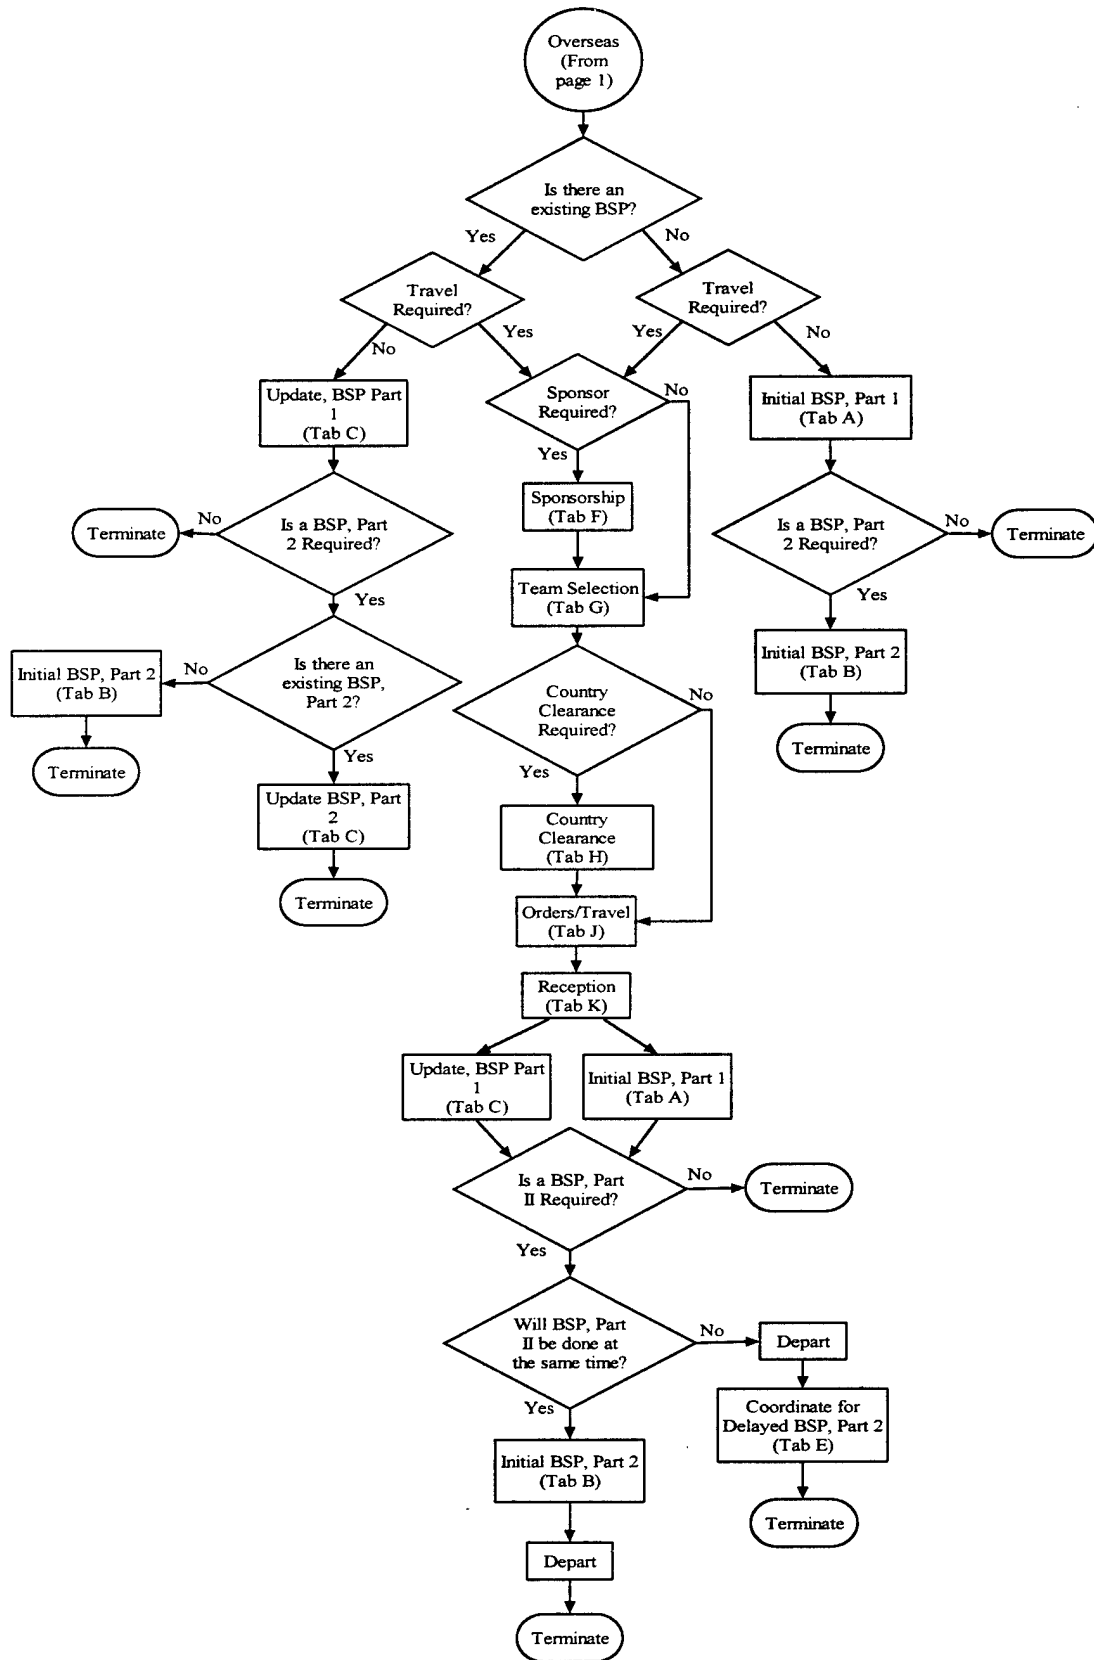 Overseas
(From
page 1)
Is there an
existing BSP?
Yes
No
Travel
Required?
Travel
Required?
No
Yes
Yes
No
Update, BSP Part
1
(Tab C)
Sponsor
Required?
No
Initial BSP, Part 1
(Tab A)
Yes
Sponsorship
(Tab F)
Terminate
No
Is a BSP, Part
2 Required?
Is a BSP, Part
2 Required?
No
Terminate
Yes
Team Selection
(Tab G)
Yes
Initial BSP, Part 2
(Tab B)
No
Is there an
existing BSP,
Part 2?
Country
Clearance
Required?
No
Initial BSP, Part 2
(Tab B)
Terminate
Yes
Yes
Terminate
Update BSP, Part
2
(Tab C)
Country
Clearance
(Tab H)
Terminate
Orders/Travel
(Tab J)
Reception
(Tab K)
Update, BSP Part
1
(Tab C)
Initial BSP, Part 1
(Tab A)
Is a BSP, Part
II Required?
No
Terminate
Yes
Will BSP, Part
II be done at
the same time?
No
Depart
Yes
Coordinate for
Delayed BSP, Part 2
(Tab E)
Initial BSP, Part 2
(Tab B)
Terminate
Depart
Terminate